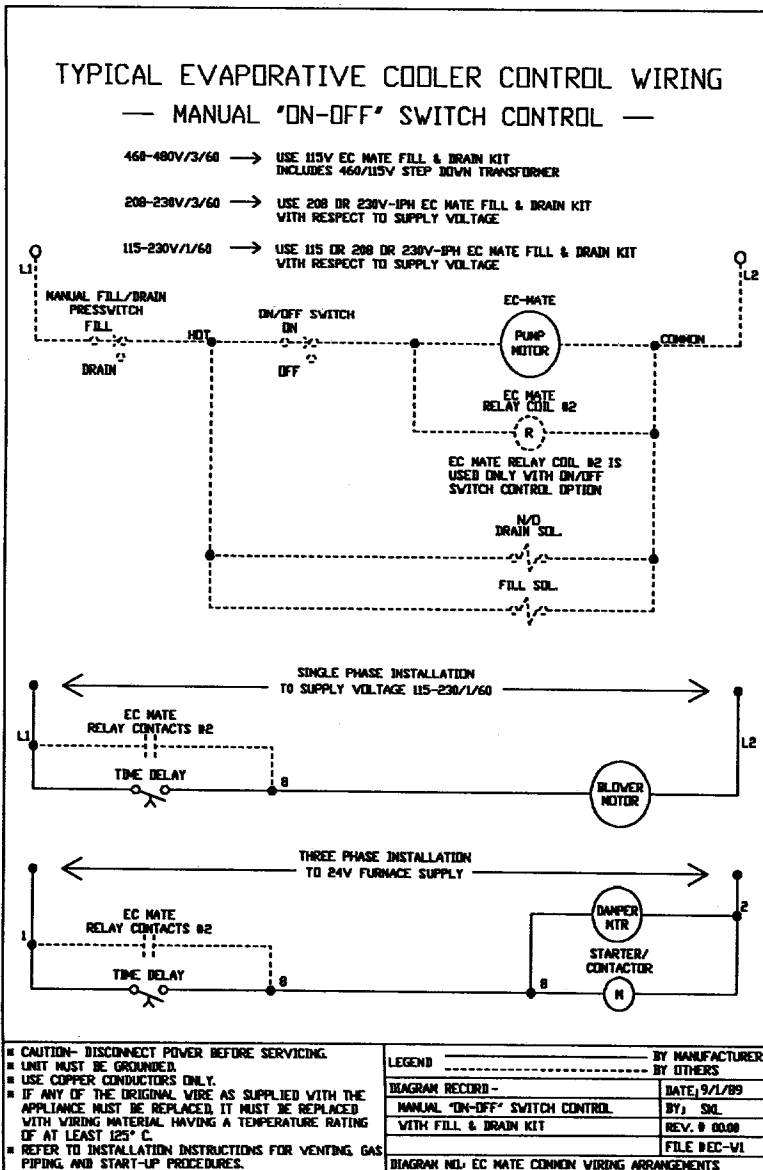 TYPICAL EVAPORATIVE COOLER CONTROL WIRING
— MANUAL "ON-OFF" SWITCH CONTROL —
460-480V/3/60 → USE 115V EC MATE FILL & DRAIN KIT
INCLUDES 460/115V STEP DOWN TRANSFORMER
208-230V/3/60 → USE 208 OR 230V-1PH EC MATE FILL & DRAIN KIT
WITH RESPECT TO SUPPLY VOLTAGE
115-230V/1/60 → USE 115 OR 208 OR 230V-1PH EC MATE FILL & DRAIN KIT
WITH RESPECT TO SUPPLY VOLTAGE
L1
L2
MANUAL FILL/DRAIN
PRESSWITCH
FILL
DRAIN
HOT
ON/OFF SWITCH
ON
OFF
EC-MATE
PUMP
MOTOR
COMMON
EC MATE
RELAY COIL #2
R
EC MATE RELAY COIL #2 IS
USED ONLY WITH ON/OFF
SWITCH CONTROL OPTION
N/O
DRAIN SOL.
FILL SOL.
SINGLE PHASE INSTALLATION
TO SUPPLY VOLTAGE 115-230/1/60
L1
EC MATE
RELAY CONTACTS #2
TIME DELAY
8
BLOWER
MOTOR
L2
THREE PHASE INSTALLATION
TO 24V FURNACE SUPPLY
1
EC MATE
RELAY CONTACTS #2
TIME DELAY
8
8
DAMPER
MTR
STARTER/
CONTACTOR
M
2
CAUTION- DISCONNECT POWER BEFORE SERVICING.
UNIT MUST BE GROUNDED.
USE COPPER CONDUCTORS ONLY.
IF ANY OF THE ORIGINAL WIRE AS SUPPLIED WITH THE
APPLIANCE MUST BE REPLACED, IT MUST BE REPLACED
WITH WIRING MATERIAL HAVING A TEMPERATURE RATING
OF AT LEAST 125° C.
REFER TO INSTALLATION INSTRUCTIONS FOR VENTING, GAS
PIPING, AND START-UP PROCEDURES.
LEGEND
BY MANUFACTURER
BY OTHERS
DIAGRAM RECORD -
DATE; 9/1/89
MANUAL "ON-OFF" SWITCH CONTROL
BY; SKL
WITH FILL & DRAIN KIT
REV. # 00.00
FILE #EC-W1
DIAGRAM NO.: EC MATE COMMON WIRING ARRANGEMENTS